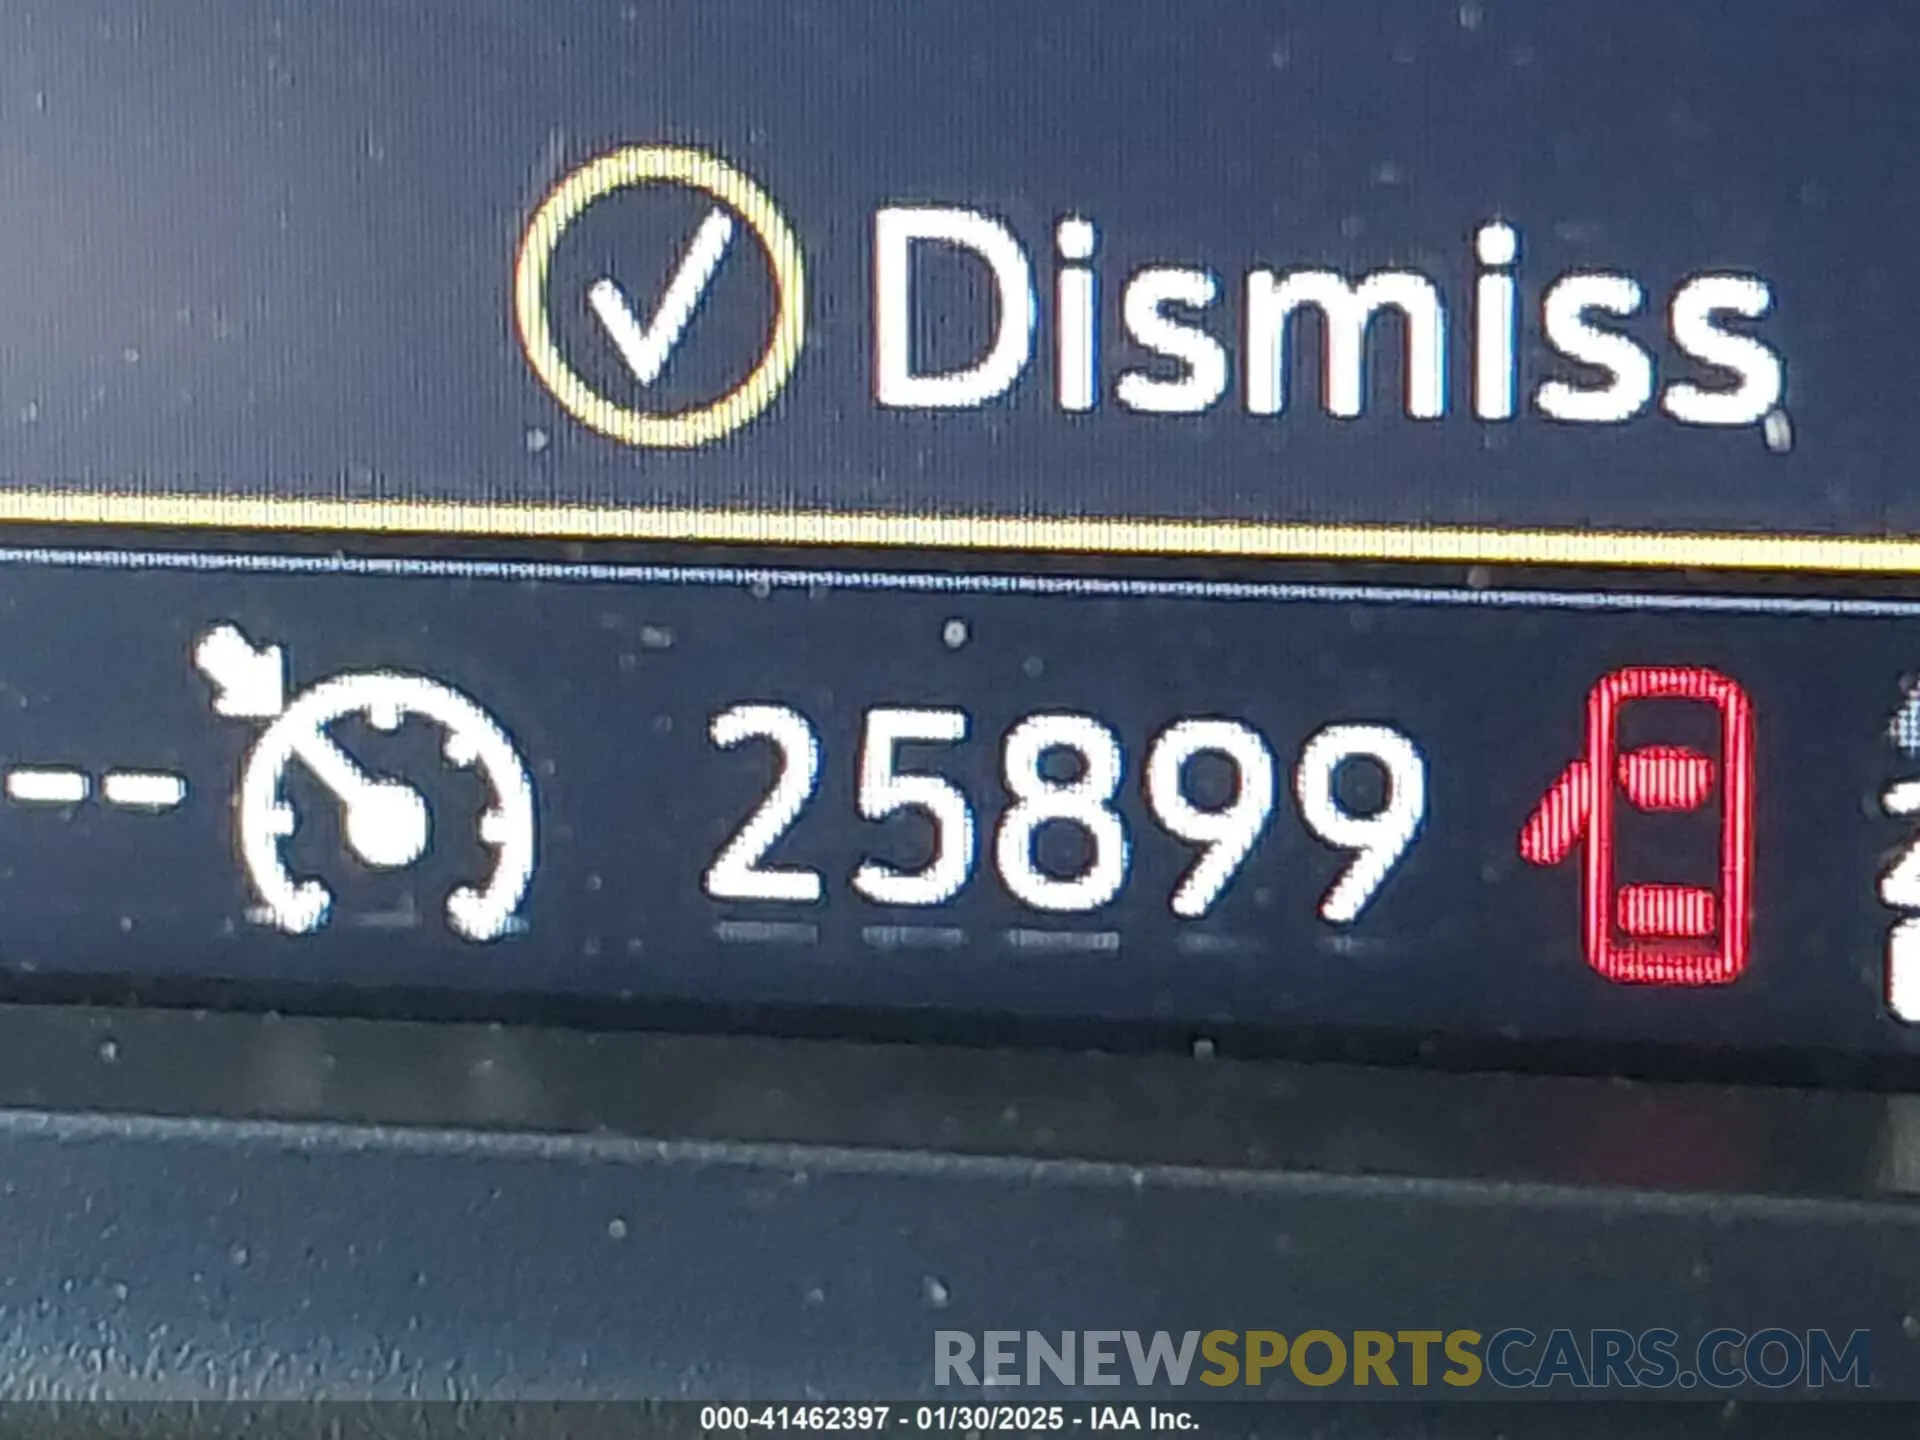 Dismiss
-- 25899
RENEWSPORTSCARS.COM
000-41462397 - 01/30/2025 - IAA Inc.